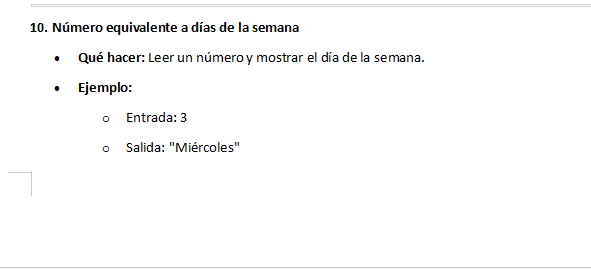 10. Número equivalente a días de la semana
• Qué hacer: Leer un número y mostrar el día de la semana.
• Ejemplo:
o Entrada: 3
o Salida: "Miércoles"